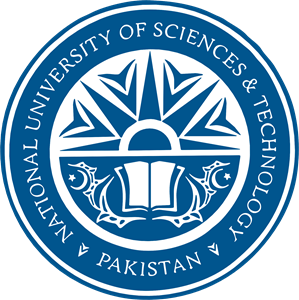 NATIONAL UNIVERSITY OF SCIENCES & TECHNOLOGY
PAKISTAN